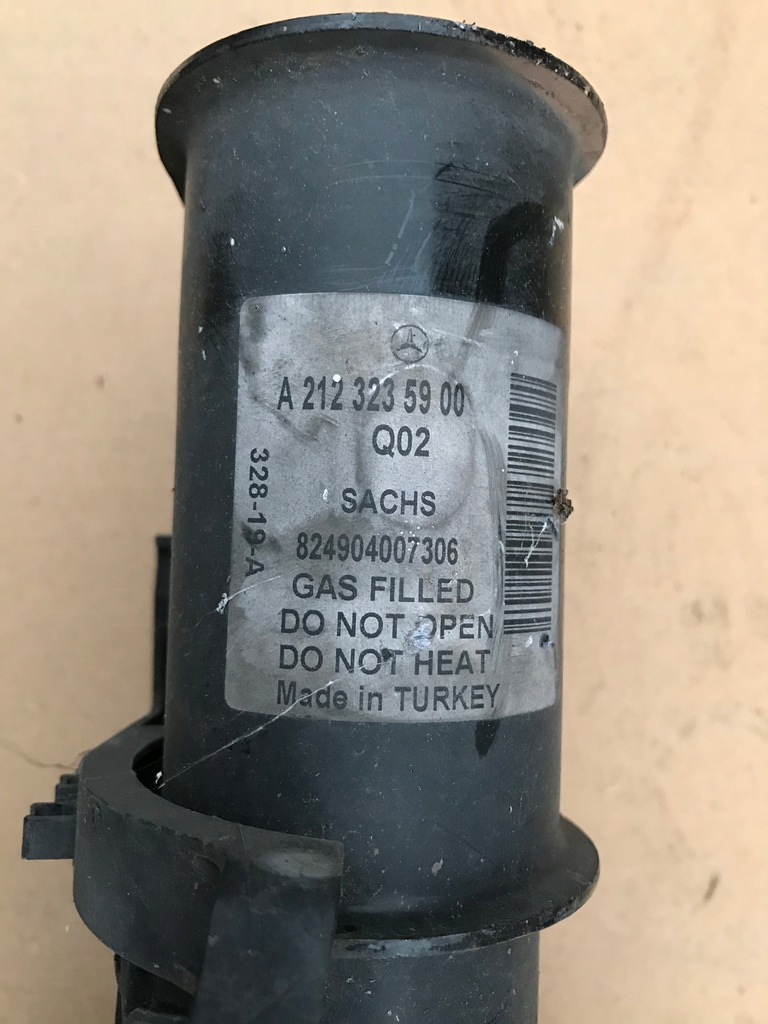 A 212 323 59 00
Q02
SACHS
824904007306
GAS FILLED
DO NOT OPEN
DO NOT HEAT
Made in TURKEY
328-19-A